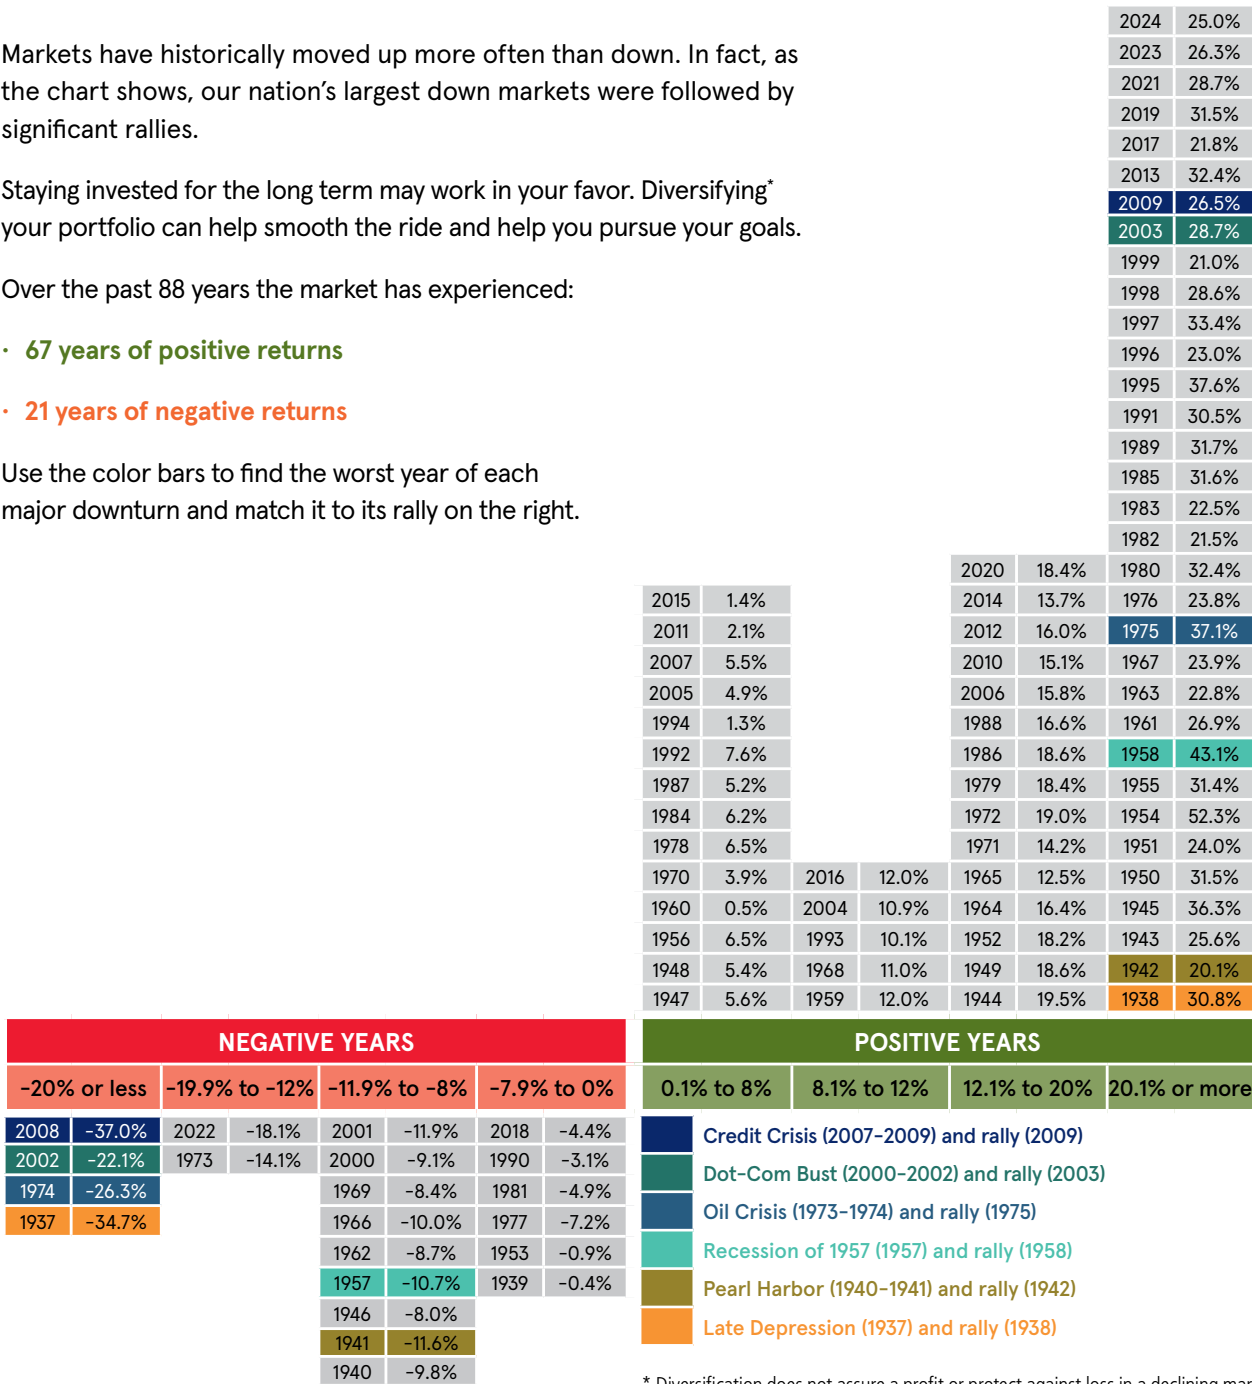 Markets have historically moved up more often than down. In fact, as
the chart shows, our nation’s largest down markets were followed by
significant rallies.
Staying invested for the long term may work in your favor. Diversifying*
your portfolio can help smooth the ride and help you pursue your goals.
Over the past 88 years the market has experienced:
· 67 years of positive returns
· 21 years of negative returns
Use the color bars to find the worst year of each
major downturn and match it to its rally on the right.
2024 25.0%
2023 26.3%
2021 28.7%
2019 31.5%
2017 21.8%
2013 32.4%
2009 26.5%
2003 28.7%
1999 21.0%
1998 28.6%
1997 33.4%
1996 23.0%
1995 37.6%
1991 30.5%
1989 31.7%
1985 31.6%
1983 22.5%
1982 21.5%
2020 18.4% 1980 32.4%
2015 1.4% 2014 13.7% 1976 23.8%
2011 2.1% 2012 16.0% 1975 37.1%
2007 5.5% 2010 15.1% 1967 23.9%
2005 4.9% 2006 15.8% 1963 22.8%
1994 1.3% 1988 16.6% 1961 26.9%
1992 7.6% 1986 18.6% 1958 43.1%
1987 5.2% 1979 18.4% 1955 31.4%
1984 6.2% 1972 19.0% 1954 52.3%
1978 6.5% 1971 14.2% 1951 24.0%
1970 3.9% 2016 12.0% 1965 12.5% 1950 31.5%
1960 0.5% 2004 10.9% 1964 16.4% 1945 36.3%
1956 6.5% 1993 10.1% 1952 18.2% 1943 25.6%
1948 5.4% 1968 11.0% 1949 18.6% 1942 20.1%
1947 5.6% 1959 12.0% 1944 19.5% 1938 30.8%
NEGATIVE YEARS POSITIVE YEARS
-20% or less -19.9% to -12% -11.9% to -8% -7.9% to 0% 0.1% to 8% 8.1% to 12% 12.1% to 20% 20.1% or more
2008 -37.0% 2022 -18.1% 2001 -11.9% 2018 -4.4%
2002 -22.1% 1973 -14.1% 2000 -9.1% 1990 -3.1%
1974 -26.3% 1969 -8.4% 1981 -4.9%
1937 -34.7% 1966 -10.0% 1977 -7.2%
1962 -8.7% 1953 -0.9%
1957 -10.7% 1939 -0.4%
1946 -8.0%
1941 -11.6%
1940 -9.8%
Credit Crisis (2007-2009) and rally (2009)
Dot-Com Bust (2000-2002) and rally (2003)
Oil Crisis (1973-1974) and rally (1975)
Recession of 1957 (1957) and rally (1958)
Pearl Harbor (1940-1941) and rally (1942)
Late Depression (1937) and rally (1938)
* Diversification does not assure a profit or protect against loss in a declining